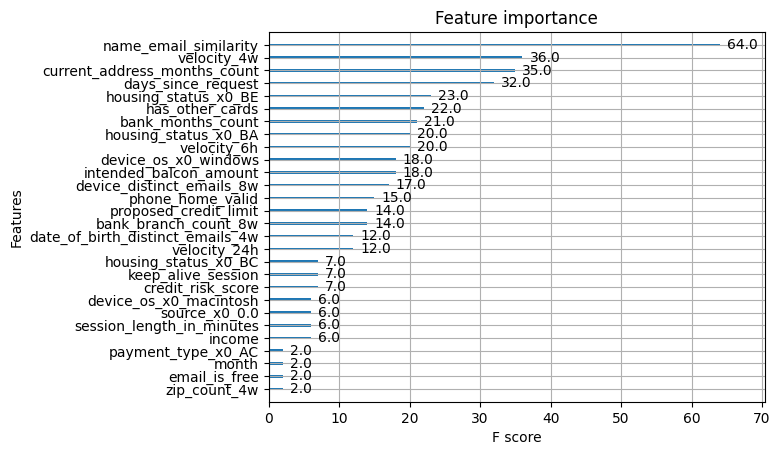 Feature importance
name_email_similarity 64.0
velocity_4w 36.0
current_address_months_count 35.0
days_since_request 32.0
housing_status_x0_BE 23.0
has_other_cards 22.0
bank_months_count 21.0
housing_status_x0_BA 20.0
velocity_6h 20.0
device_os_x0_windows 18.0
intended_balcon_amount 18.0
device_distinct_emails_8w 17.0
phone_home_valid 15.0
proposed_credit_limit 14.0
bank_branch_count_8w 14.0
date_of_birth_distinct_emails_4w 12.0
velocity_24h 12.0
housing_status_x0_BC 7.0
keep_alive_session 7.0
credit_risk_score 7.0
device_os_x0_macintosh 6.0
source_x0_0.0 6.0
session_length_in_minutes 6.0
income 6.0
payment_type_x0_AC 2.0
month 2.0
email_is_free 2.0
zip_count_4w 2.0
Features
0 10 20 30 40 50 60 70
F score